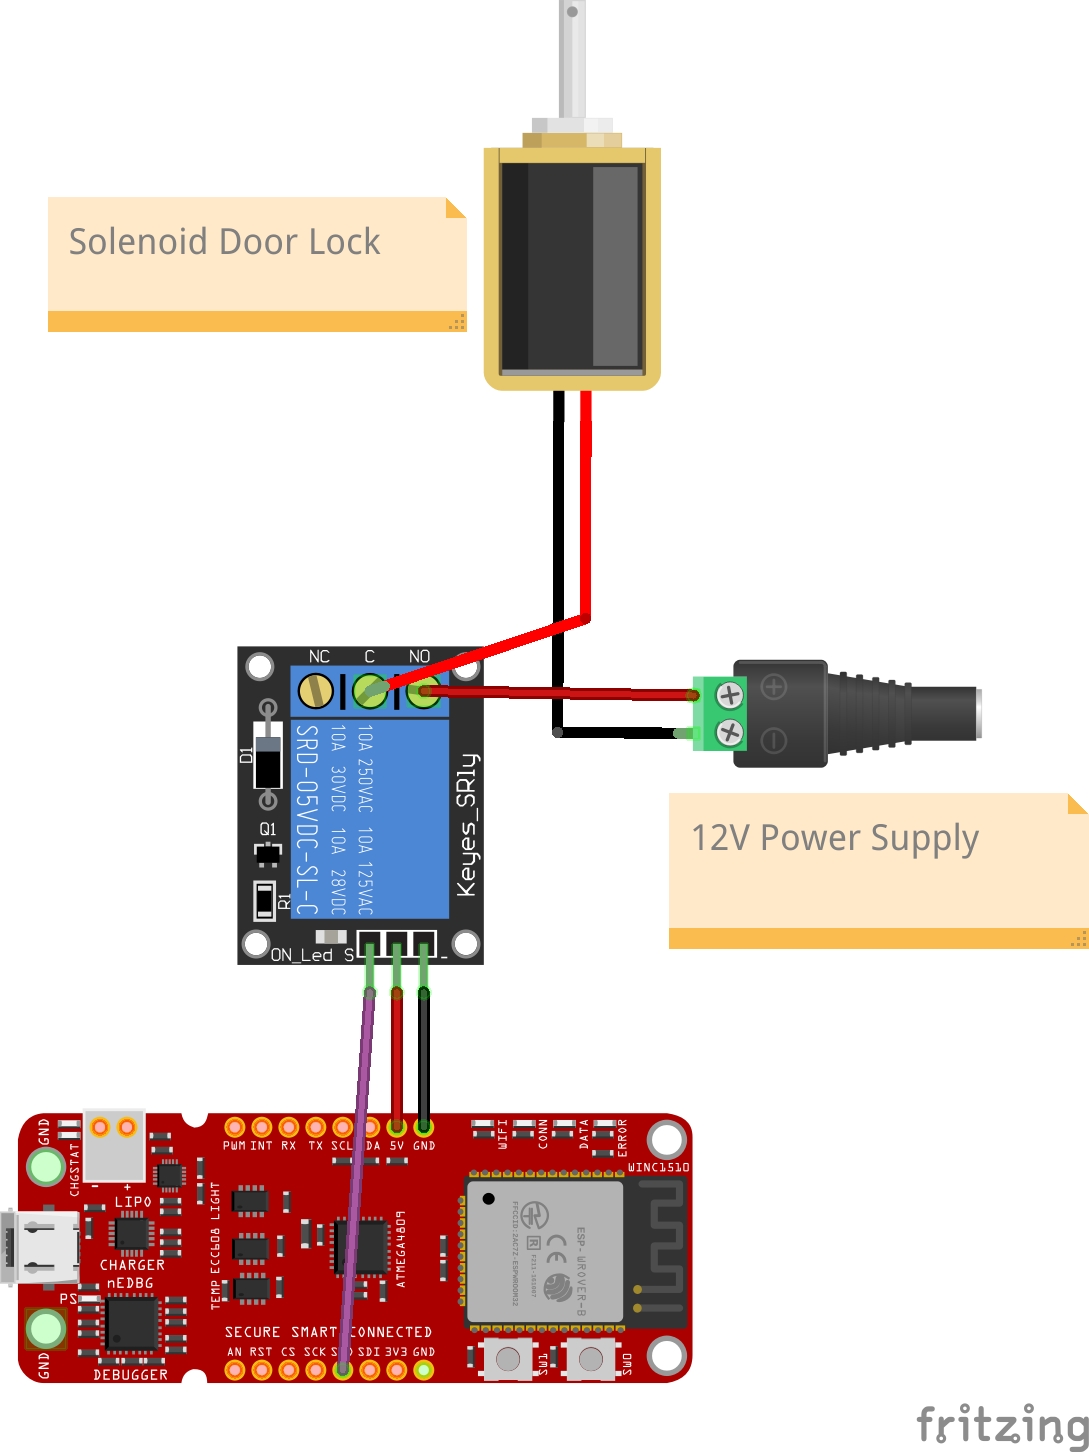 Solenoid Door Lock
NC C NO
D1
Q1
R1
SRD-05VDC-SL-C
10A 30VDC 10A 28VDC
10A 250VAC 10A 125VAC
Keyes_SRly
ON_Led S -
12V Power Supply
GND
CHGSTAT
- +
LIPO
CHARGER
nEDBG
PS
GND
DEBUGGER
PWM INT RX TX SCL DA 5V GND
TEMP ECC608 LIGHT
ATMEGA4809
SECURE SMART CONNECTED
AN RST CS SCK SDO SDI 3V3 GND
WIFI
CONN
DATA
ERROR
WINC1510
ESP-WROVER-B
SW1
SW0
fritzing